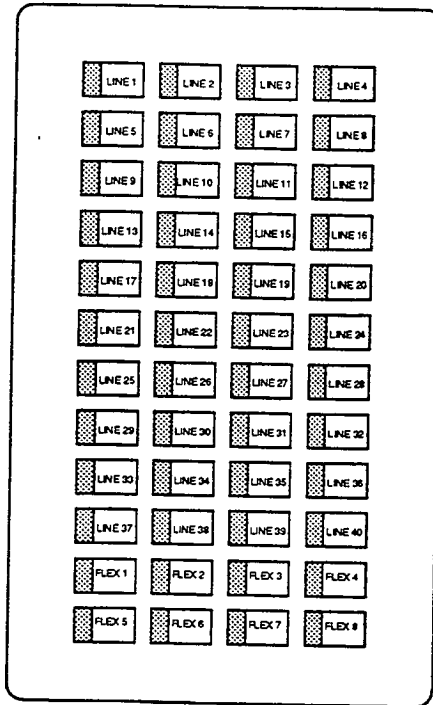 LINE 1 LINE 2 LINE 3 LINE 4
LINE 5 LINE 6 LINE 7 LINE 8
LINE 9 LINE 10 LINE 11 LINE 12
LINE 13 LINE 14 LINE 15 LINE 16
LINE 17 LINE 18 LINE 19 LINE 20
LINE 21 LINE 22 LINE 23 LINE 24
LINE 25 LINE 26 LINE 27 LINE 28
LINE 29 LINE 30 LINE 31 LINE 32
LINE 33 LINE 34 LINE 35 LINE 36
LINE 37 LINE 38 LINE 39 LINE 40
FLEX 1 FLEX 2 FLEX 3 FLEX 4
FLEX 5 FLEX 6 FLEX 7 FLEX 8